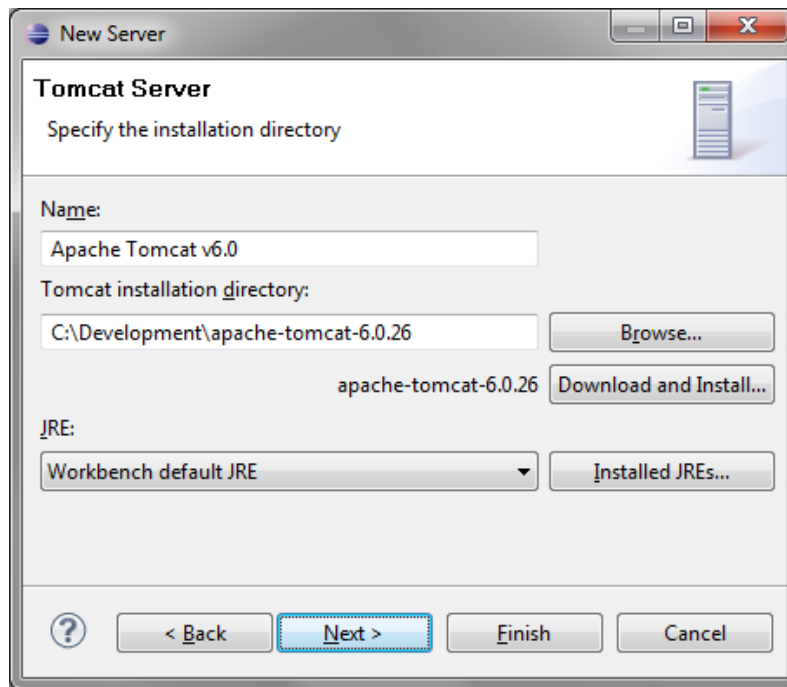 New Server
Tomcat Server
Specify the installation directory
Name:
Apache Tomcat v6.0
Tomcat installation directory:
C:\Development\apache-tomcat-6.0.26 Browse...
apache-tomcat-6.0.26 Download and Install...
JRE:
Workbench default JRE Installed JREs...
? < Back Next > Finish Cancel